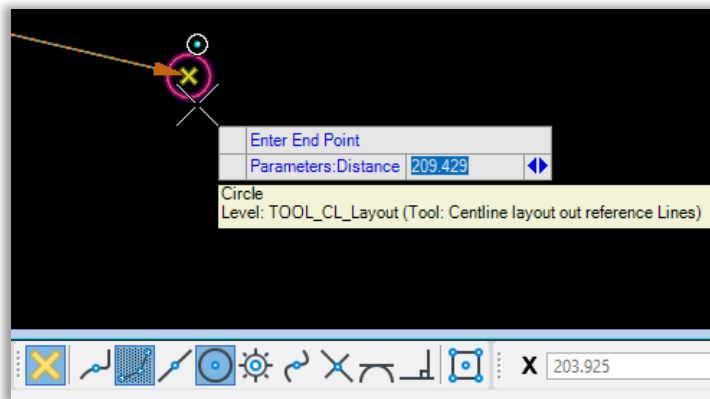 Enter End Point
Parameters:Distance 209.429
Circle
Level: TOOL_CL_Layout (Tool: Centline layout out reference Lines)
X 203.925